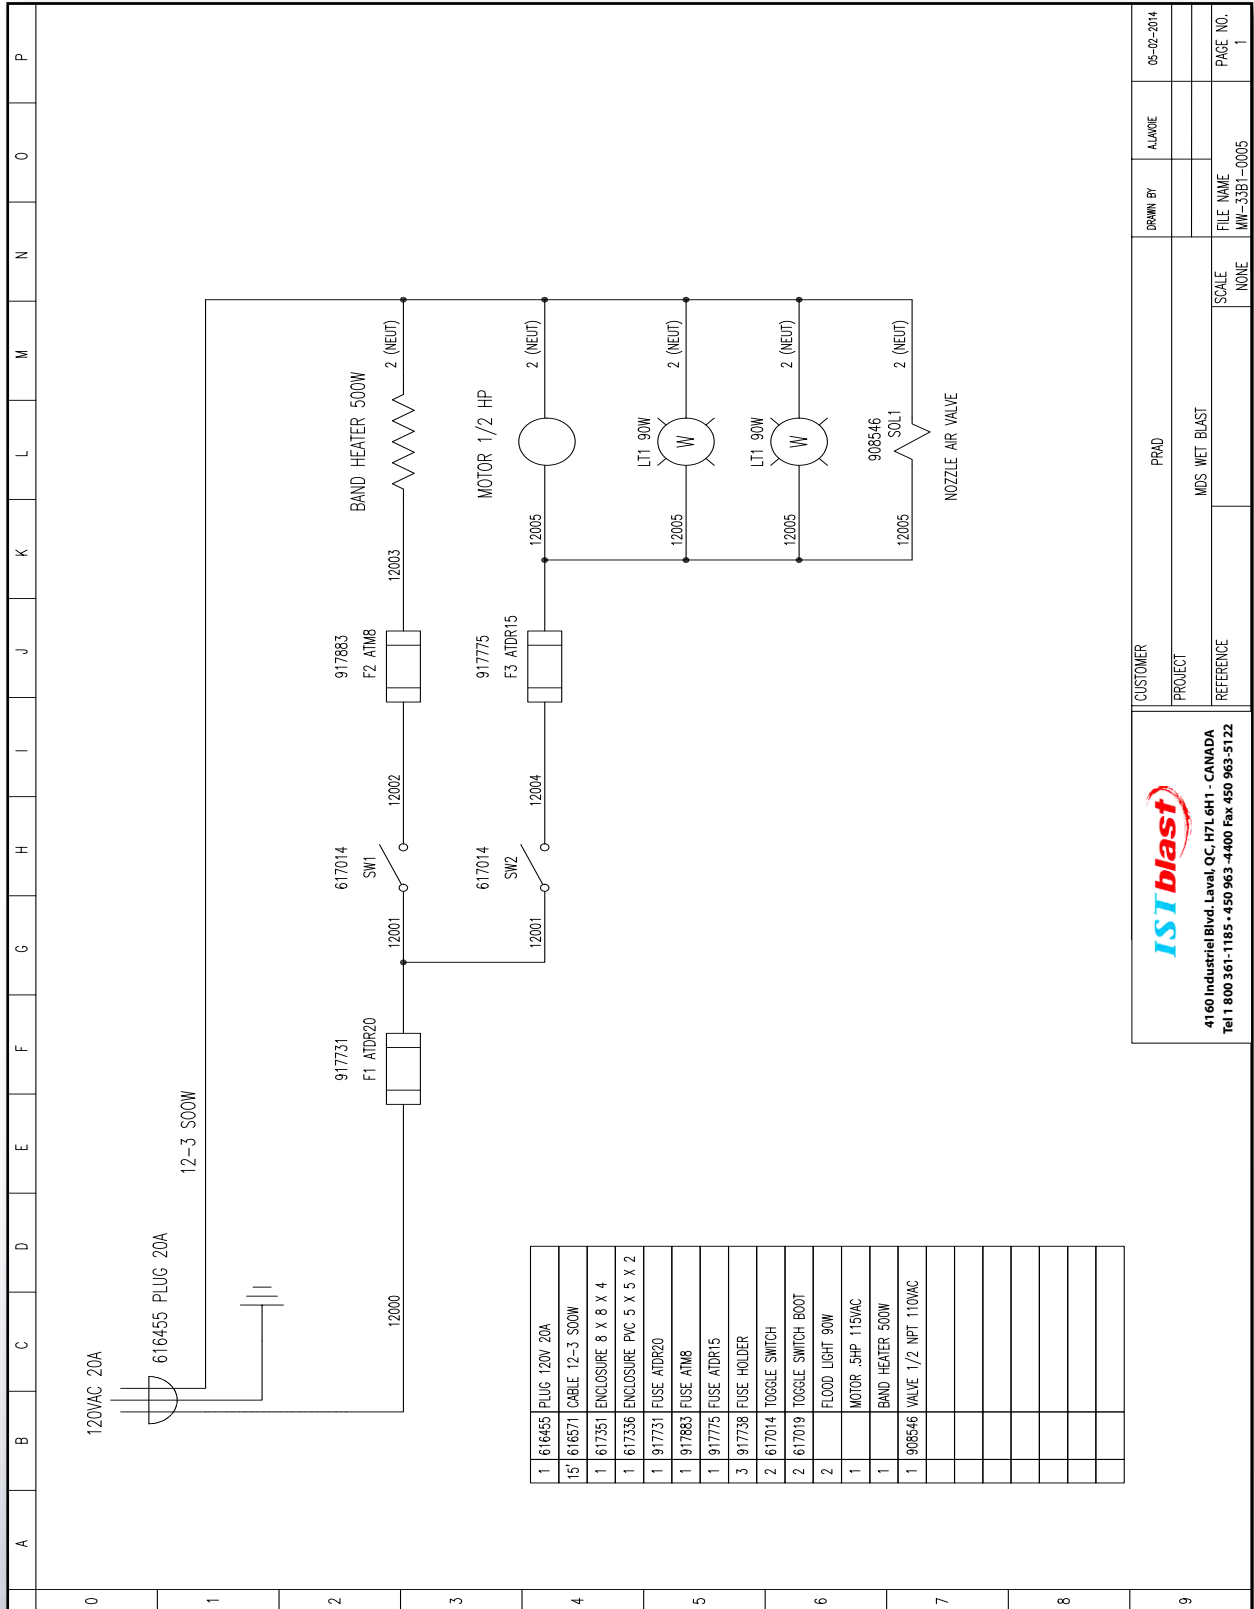 A B C D E F G H I J K L M N O P
0
1
2
3
4
5
6
7
8
9
120VAC 20A
616455 PLUG 20A
12-3 SOOW
12000
917731
F1 ATDR20
12001
617014
SW1
12002
917883
F2 ATM8
12003
BAND HEATER 500W
2 (NEUT)
12001
617014
SW2
12004
917775
F3 ATDR15
12005
MOTOR 1/2 HP
2 (NEUT)
12005
LT1 90W
W
2 (NEUT)
12005
LT1 90W
W
2 (NEUT)
12005
908546
SOL1
2 (NEUT)
NOZZLE AIR VALVE
1 616455 PLUG 120V 20A
15' 616571 CABLE 12-3 SOOW
1 617351 ENCLOSURE 8 X 8 X 4
1 617336 ENCLOSURE PVC 5 X 5 X 2
1 917731 FUSE ATDR20
1 917883 FUSE ATM8
1 917775 FUSE ATDR15
3 917738 FUSE HOLDER
2 617014 TOGGLE SWITCH
2 617019 TOGGLE SWITCH BOOT
2 FLOOD LIGHT 90W
1 MOTOR .5HP 115VAC
1 BAND HEATER 500W
1 908546 VALVE 1/2 NPT 110VAC
IST blast
4160 Industriel Blvd. Laval, QC, H7L 6H1 - CANADA
Tel 1 800 361-1185 • 450 963-4400 Fax 450 963-5122
CUSTOMER
PRAD
PROJECT
MDS WET BLAST
REFERENCE
SCALE
NONE
DRAWN BY
A.LAVOIE
05-02-2014
FILE NAME
MW-33B1-0005
PAGE NO.
1